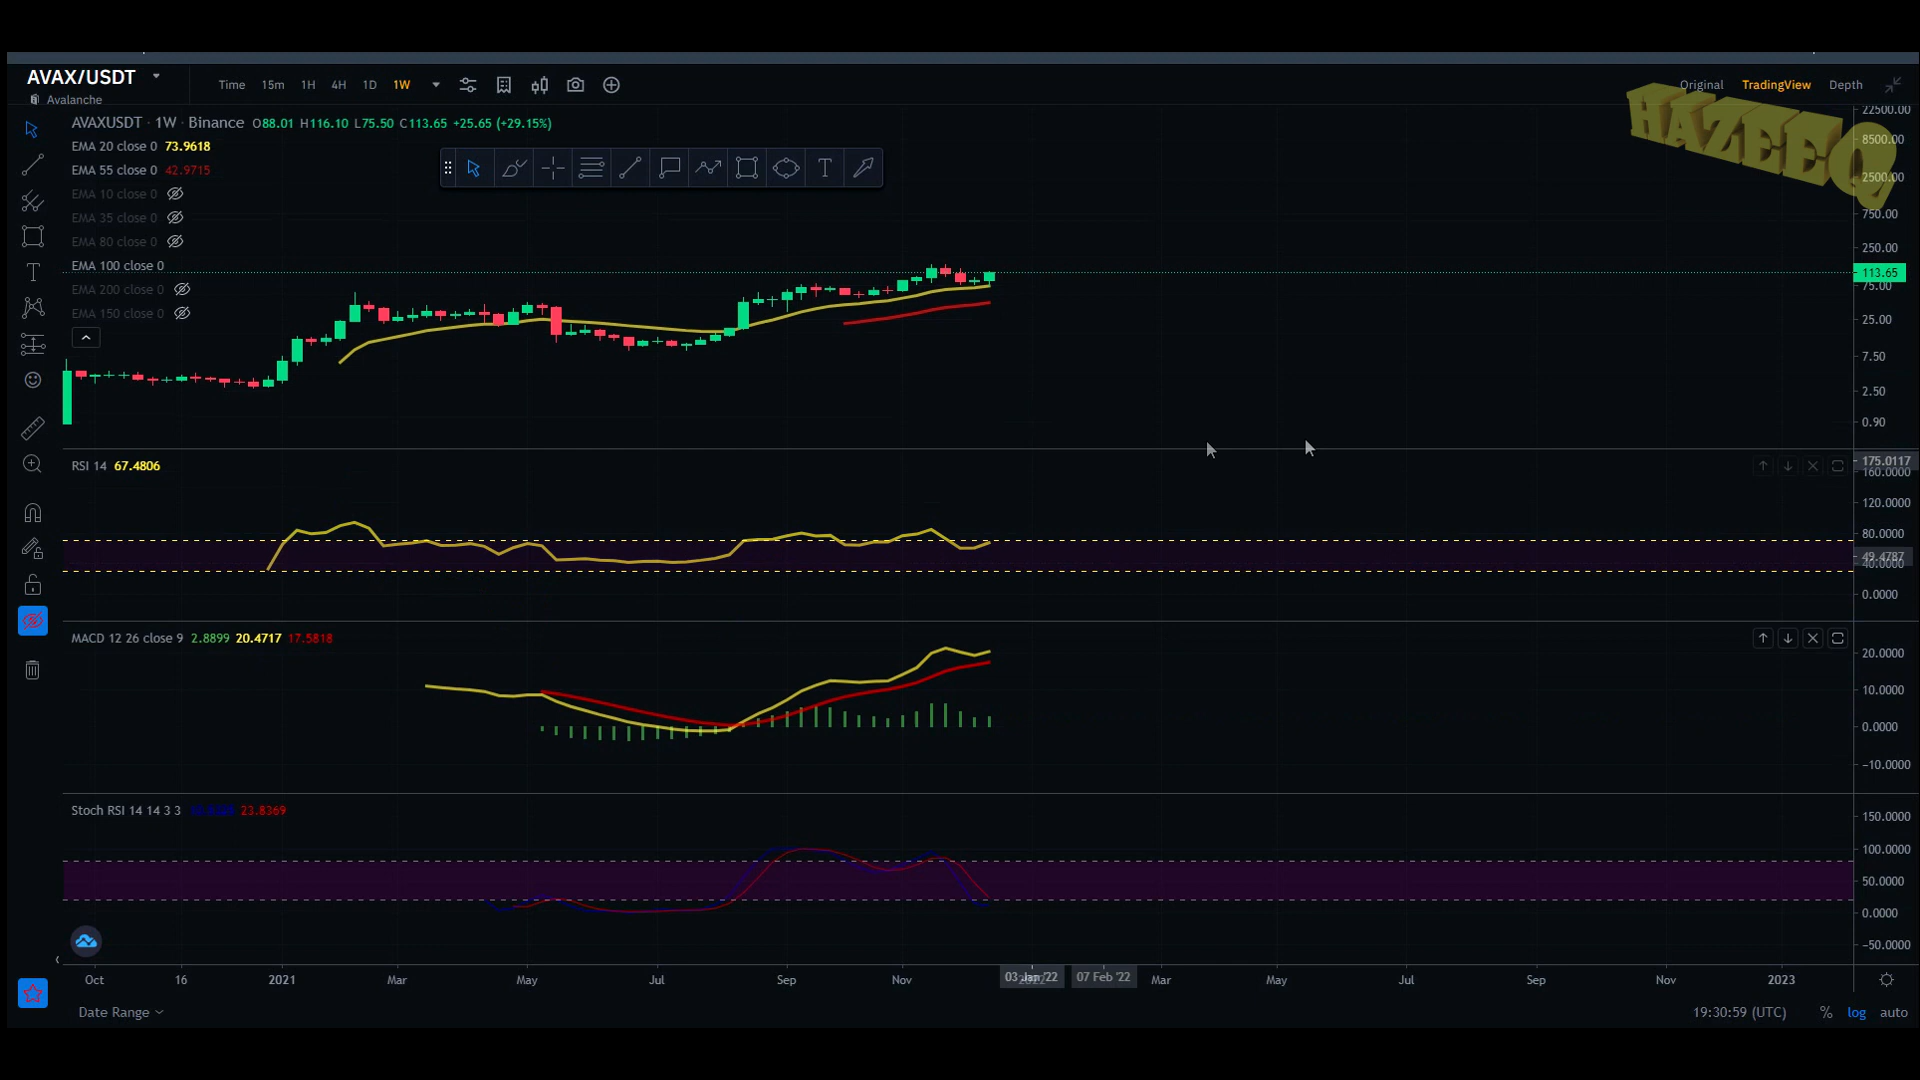 AVAX/USDT
Avalanche
Time 15m 1H 4H 1D 1W
Original TradingView Depth
HAZEEQ
AVAXUSDT · 1W · Binance O88.01 H116.10 L75.50 C113.65 +25.65 (+29.15%)
EMA 20 close 0 73.9618
EMA 55 close 0 42.9715
EMA 10 close 0
EMA 35 close 0
EMA 80 close 0
EMA 100 close 0
EMA 200 close 0
EMA 150 close 0
22500.00
8500.00
2500.00
750.00
250.00
113.65
75.00
25.00
7.50
2.50
0.90
RSI 14 67.4806
175.0117
160.0000
120.0000
80.0000
49.4787
40.0000
0.0000
MACD 12 26 close 9 2.8899 20.4717 17.5818
20.0000
10.0000
0.0000
−10.0000
Stoch RSI 14 14 3 3 23.8369
150.0000
100.0000
50.0000
0.0000
−50.0000
Oct 16 2021 Mar May Jul Sep Nov 03 Jan '22 2022 07 Feb '22 Mar May Jul Sep Nov 2023
Date Range 19:30:59 (UTC) % log auto